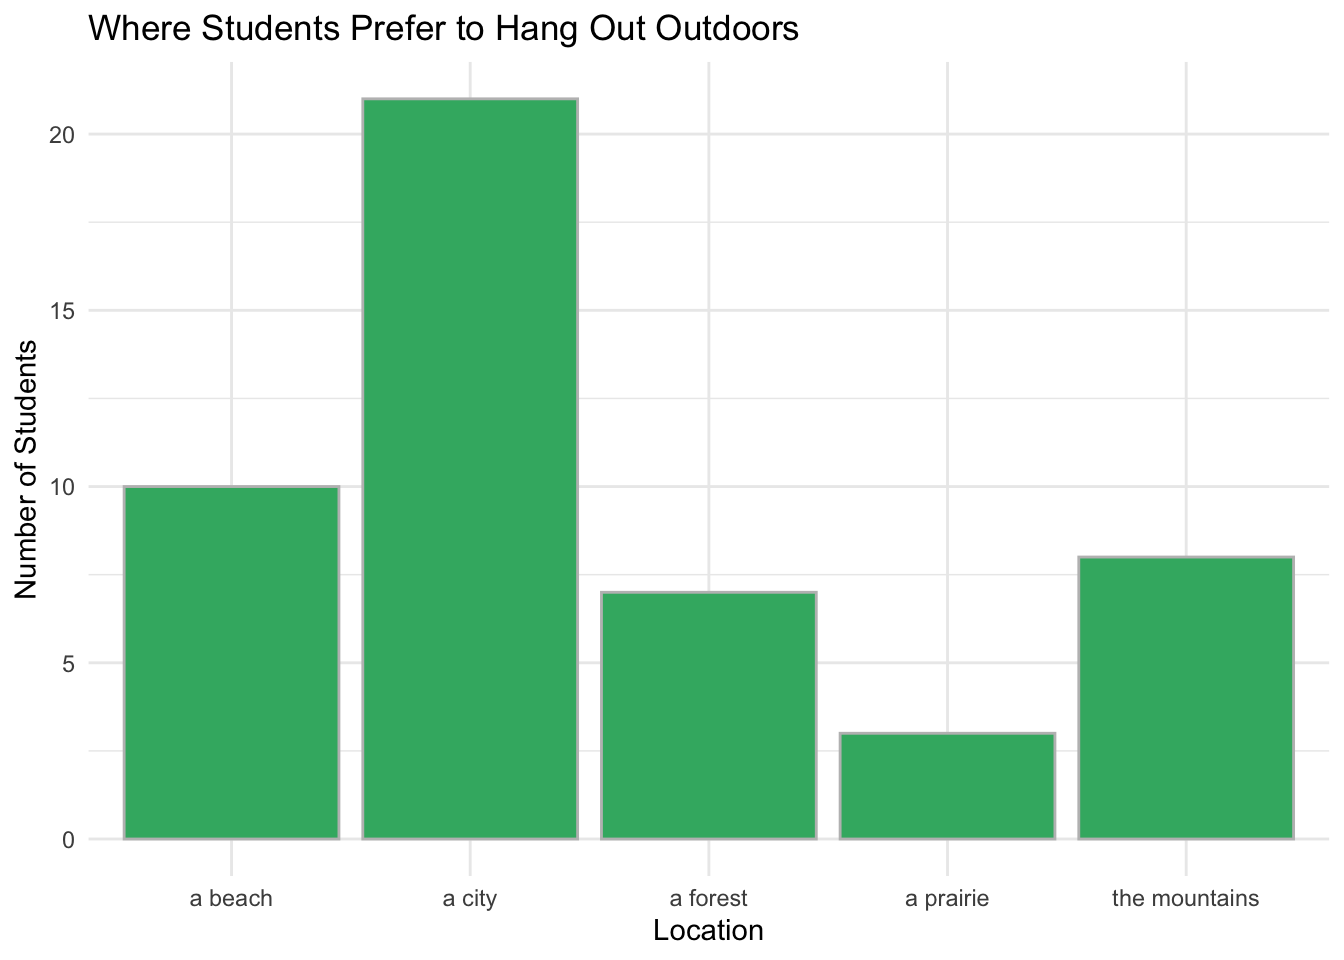 Where Students Prefer to Hang Out Outdoors
Number of Students
20
15
10
5
0
a beach
a city
a forest
a prairie
the mountains
Location